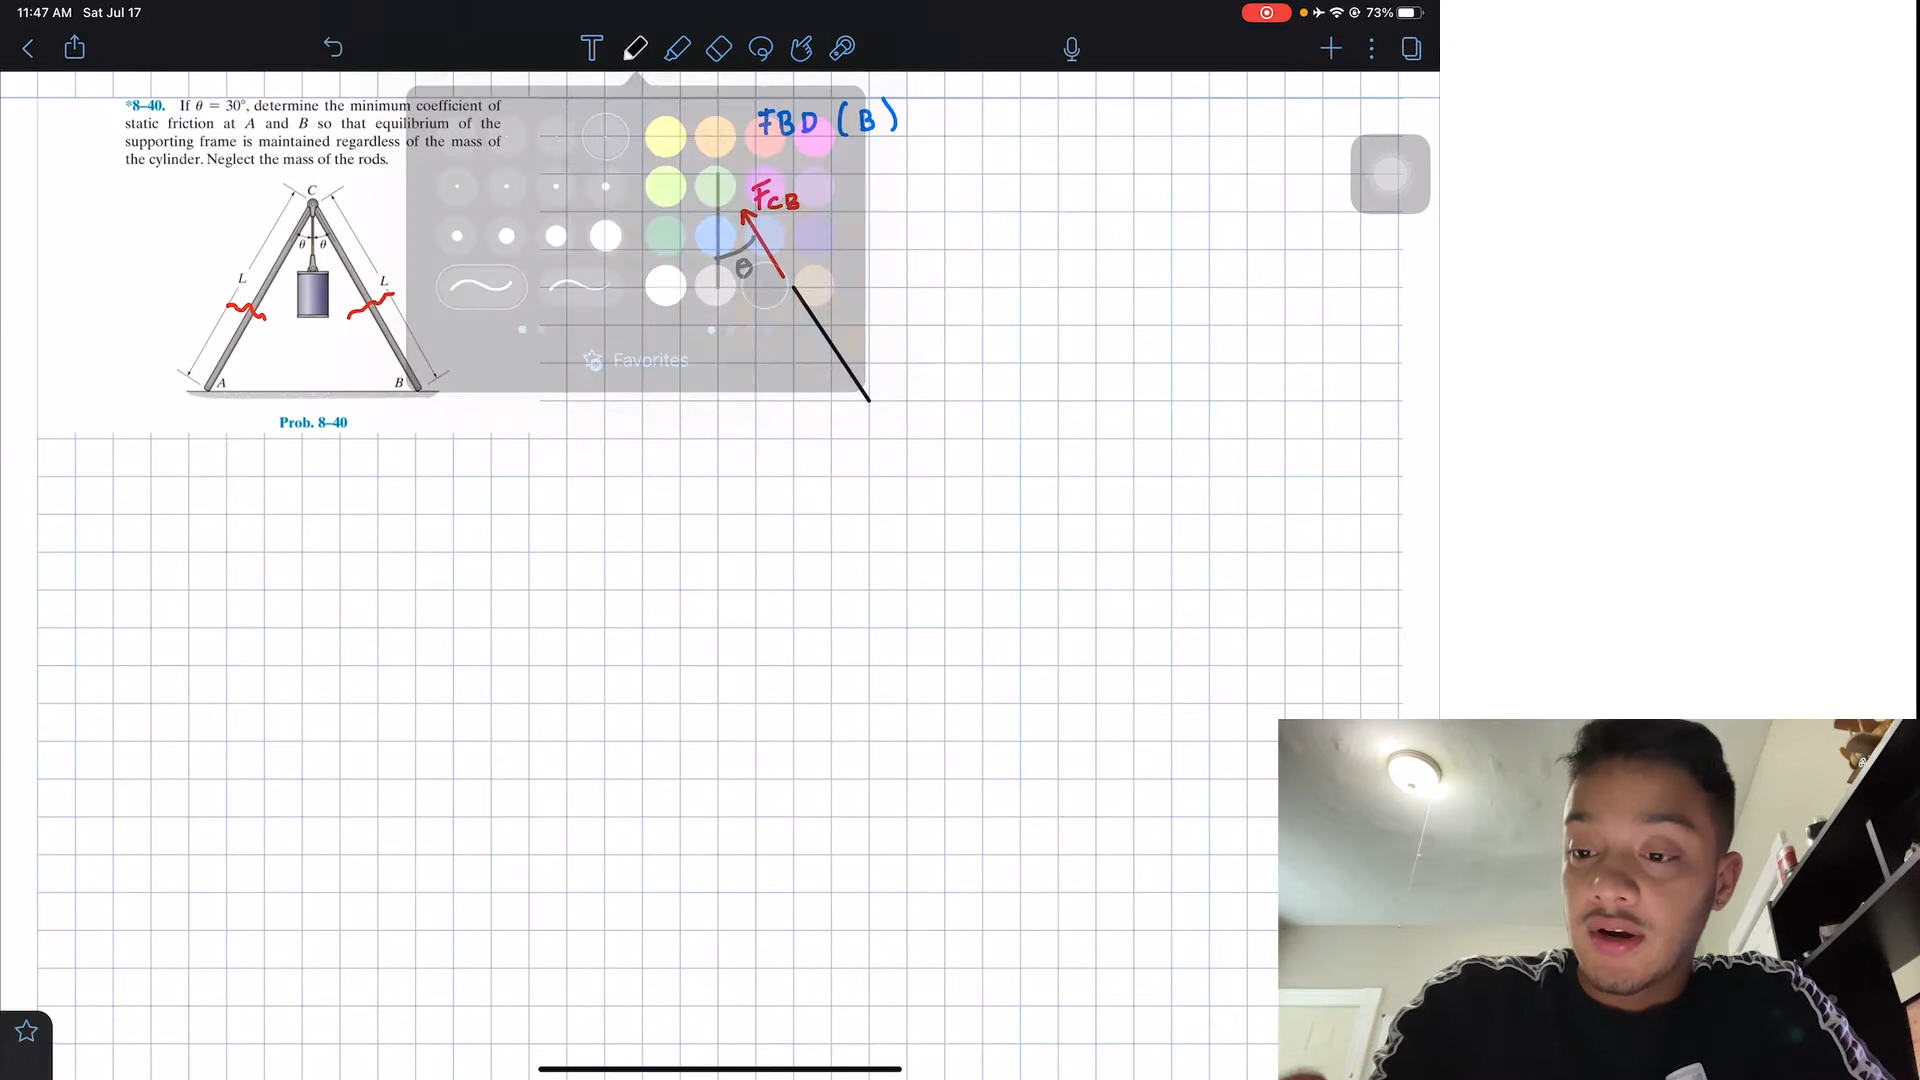 11:47 AM Sat Jul 17
73%
*8–40. If θ = 30°, determine the minimum coefficient of
static friction at A and B so that equilibrium of the
supporting frame is maintained regardless of the mass of
the cylinder. Neglect the mass of the rods.
C
θ θ
L
L
A
B
Prob. 8–40
FBD (B)
FCB
θ
Favorites